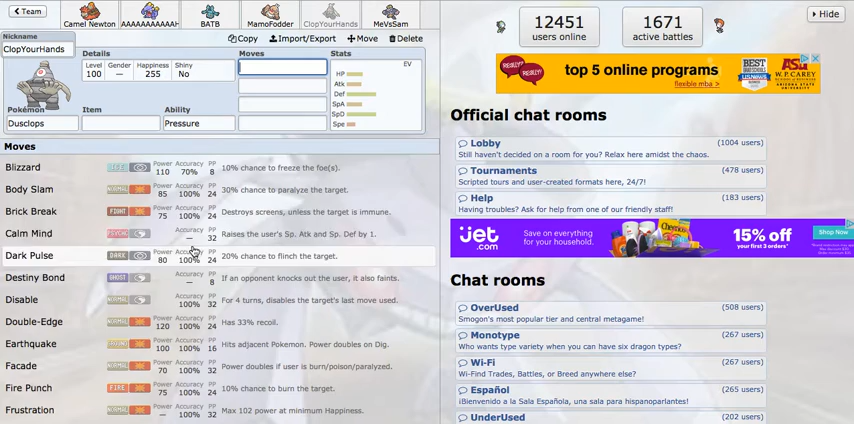 < Team
Camel Newton
AAAAAAAAAAAH
BATB
MamoFodder
ClopYourHands
MeVsSam
Nickname
ClopYourHands
Copy
Import/Export
Move
Delete
Details
Moves
Stats
Level Gender Happiness Shiny
100 — 255 No
EV
HP
Atk
Def
SpA
SpD
Spe
Pokémon
Item
Ability
Dusclops
Pressure
Moves
Blizzard ICE Power 110 Accuracy 70% PP 8 10% chance to freeze the foe(s).
Body Slam NORMAL Power 85 Accuracy 100% PP 24 30% chance to paralyze the target.
Brick Break FIGHT Power 75 Accuracy 100% PP 24 Destroys screens, unless the target is immune.
Calm Mind PSYCHC Accuracy — PP 32 Raises the user's Sp. Atk and Sp. Def by 1.
Dark Pulse DARK Power 80 Accuracy 100% PP 24 20% chance to flinch the target.
Destiny Bond GHOST Accuracy — PP 8 If an opponent knocks out the user, it also faints.
Disable NORMAL Accuracy 100% PP 32 For 4 turns, disables the target's last move used.
Double-Edge NORMAL Power 120 Accuracy 100% PP 24 Has 33% recoil.
Earthquake GROUND Power 100 Accuracy 100% PP 16 Hits adjacent Pokemon. Power doubles on Dig.
Facade NORMAL Power 70 Accuracy 100% PP 32 Power doubles if user is burn/poison/paralyzed.
Fire Punch FIRE Power 75 Accuracy 100% PP 24 10% chance to burn the target.
Frustration NORMAL Power — Accuracy 100% PP 32 Max 102 power at minimum Happiness.
12451
users online
1671
active battles
Hide
REALLY?
REALLY!
top 5 online programs
flexible mba >
BEST
ASU
W. P. CAREY
Official chat rooms
Lobby (1004 users)
Still haven't decided on a room for you? Relax here amidst the chaos.
Tournaments (478 users)
Scripted tours and user-created formats here, 24/7!
Help (183 users)
Having troubles? Ask for help from one of our friendly staff!
jet.com
Save on everything
for your household.
15% off
your first 3 orders*
Shop Now
Chat rooms
OverUsed (508 users)
Smogon's most popular tier and central metagame!
Monotype (267 users)
Who wants type variety when you can have six dragon types?
Wi-Fi (267 users)
Wi-Find Trades, Battles, or Breed anywhere else?
Español (265 users)
¡Bienvenido a la Sala Española, una sala para hispanoparlantes!
UnderUsed (202 users)